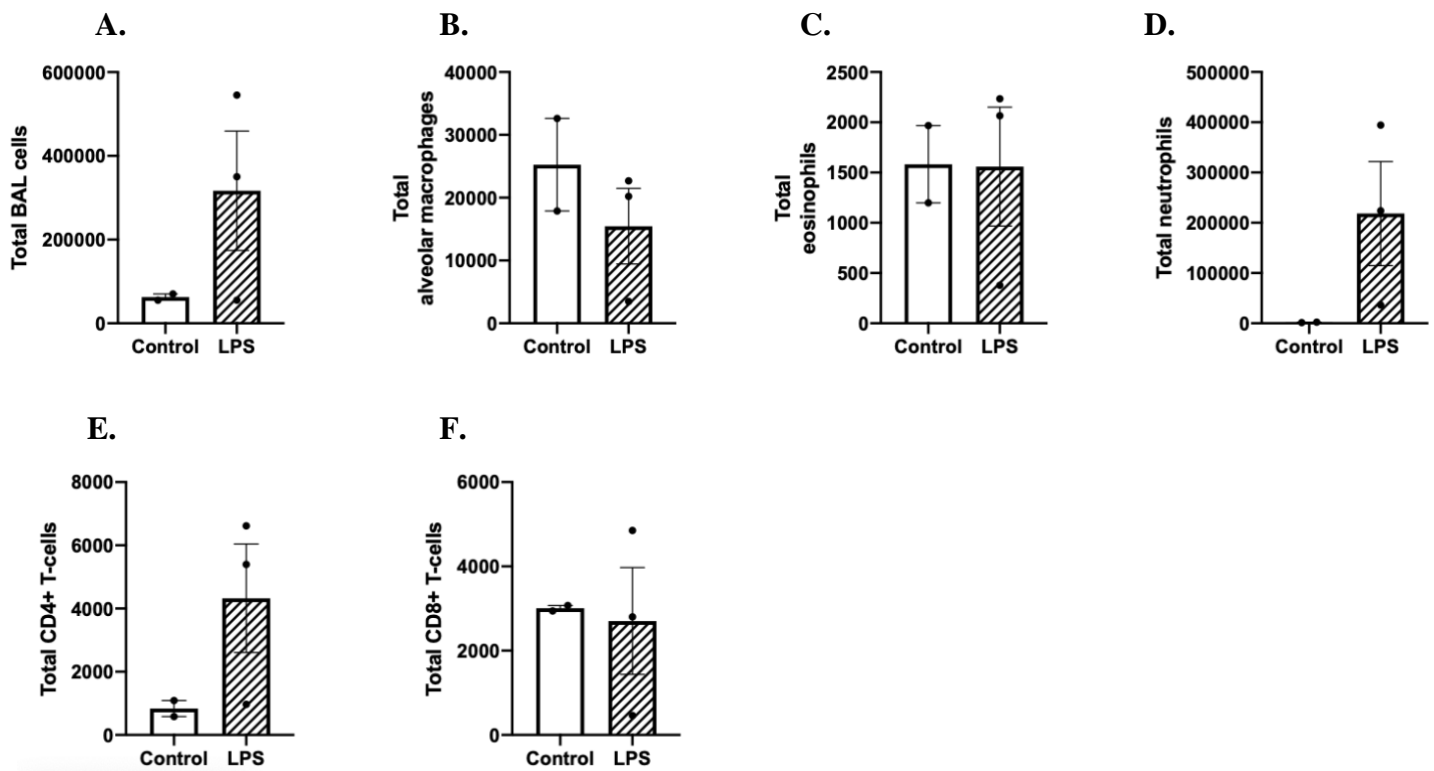 A.
B.
C.
D.
Total BAL cells
600000
400000
200000
0
Control LPS
Total
alveolar macrophages
40000
30000
20000
10000
0
Control LPS
Total
eosinophils
2500
2000
1500
1000
500
0
Control LPS
Total neutrophils
500000
400000
300000
200000
100000
0
Control LPS
E.
F.
Total CD4+ T-cells
8000
6000
4000
2000
0
Control LPS
Total CD8+ T-cells
6000
4000
2000
0
Control LPS